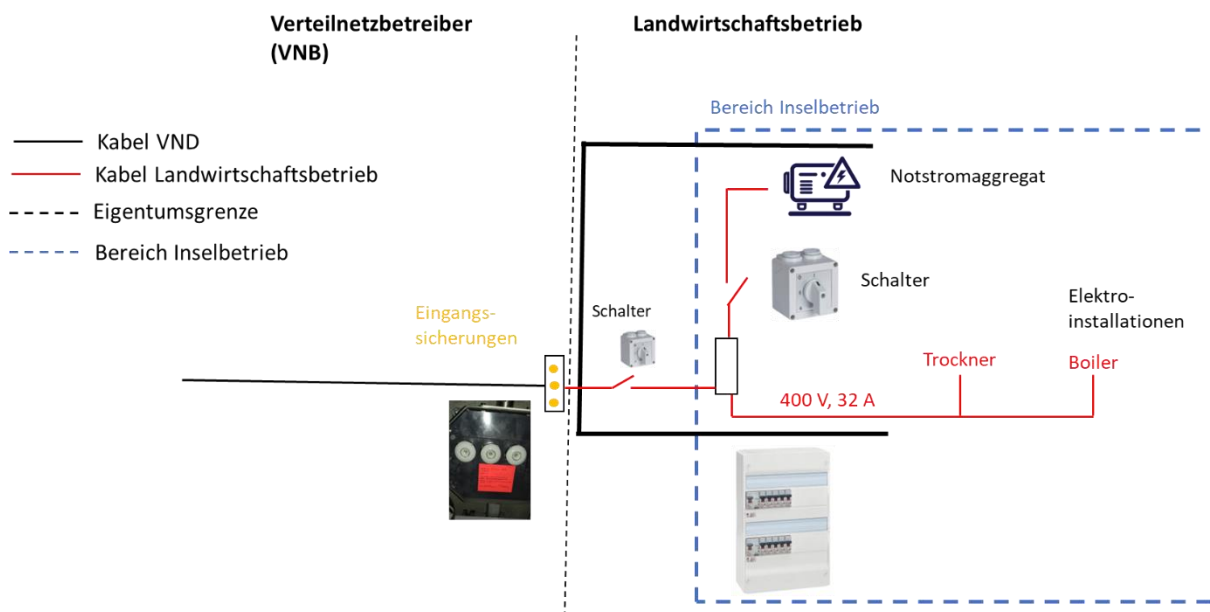 Verteilnetzbetreiber
(VNB)
Landwirtschaftsbetrieb
Bereich Inselbetrieb
Kabel VND
Kabel Landwirtschaftsbetrieb
Eigentumsgrenze
Bereich Inselbetrieb
Notstromaggregat
Schalter
Elektro-
installationen
Eingangs-
sicherungen
Schalter
Trockner
Boiler
400 V, 32 A